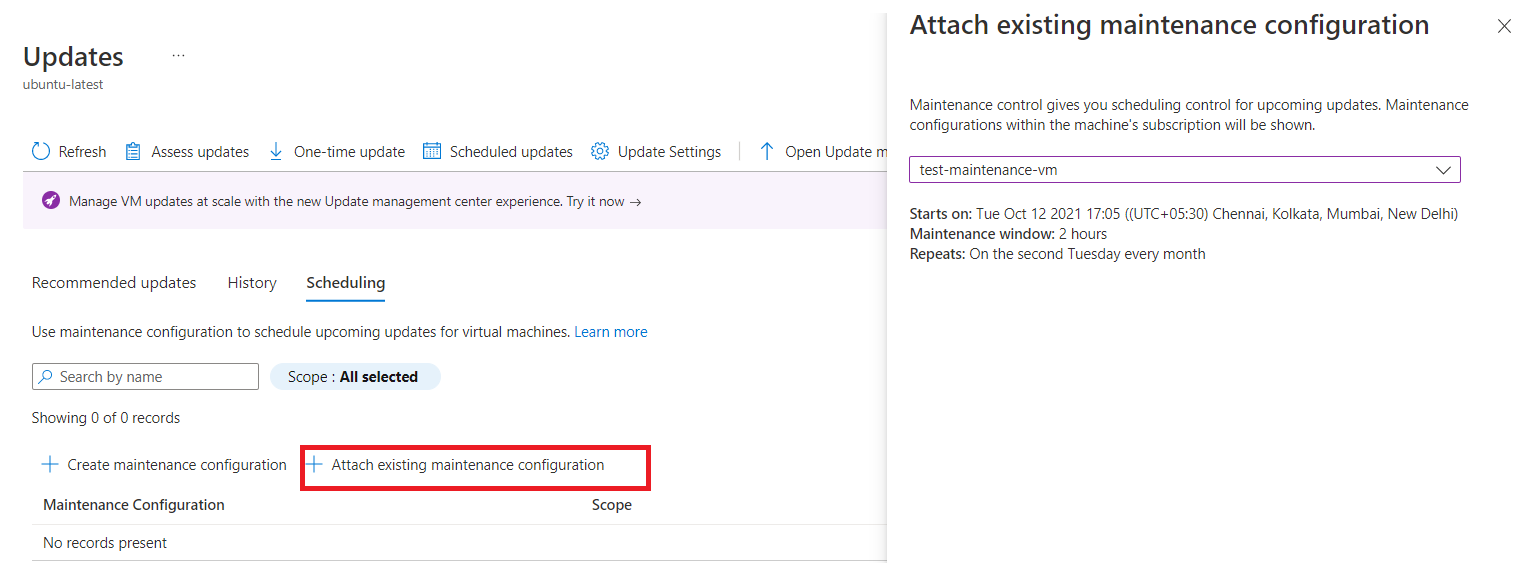 Updates
...
ubuntu-latest
Refresh
Assess updates
One-time update
Scheduled updates
Update Settings
Open Update m
Manage VM updates at scale with the new Update management center experience. Try it now →
Recommended updates
History
Scheduling
Use maintenance configuration to schedule upcoming updates for virtual machines. Learn more
Search by name
Scope : All selected
Showing 0 of 0 records
Create maintenance configuration
Attach existing maintenance configuration
Maintenance Configuration
Scope
No records present
Attach existing maintenance configuration
Maintenance control gives you scheduling control for upcoming updates. Maintenance
configurations within the machine's subscription will be shown.
test-maintenance-vm
Starts on: Tue Oct 12 2021 17:05 ((UTC+05:30) Chennai, Kolkata, Mumbai, New Delhi)
Maintenance window: 2 hours
Repeats: On the second Tuesday every month